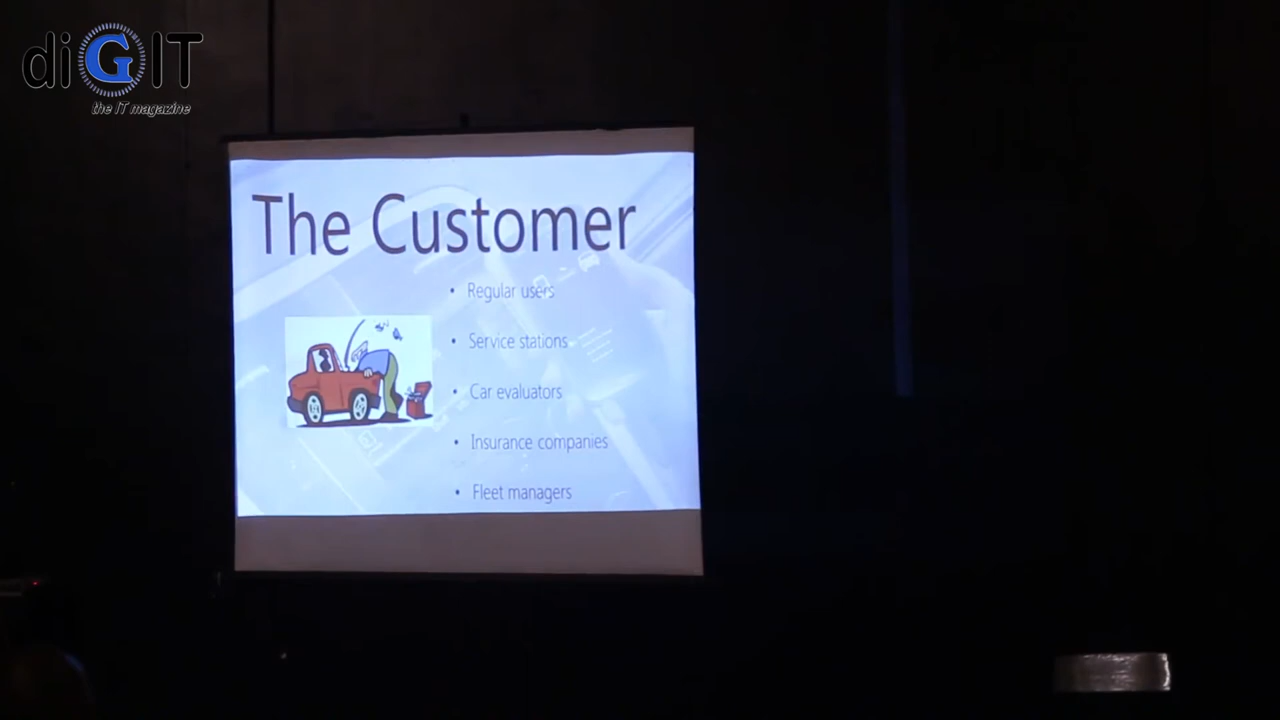 diGIT
the IT magazine
The Customer
• Regular users
• Service stations
• Car evaluators
• Insurance companies
• Fleet managers